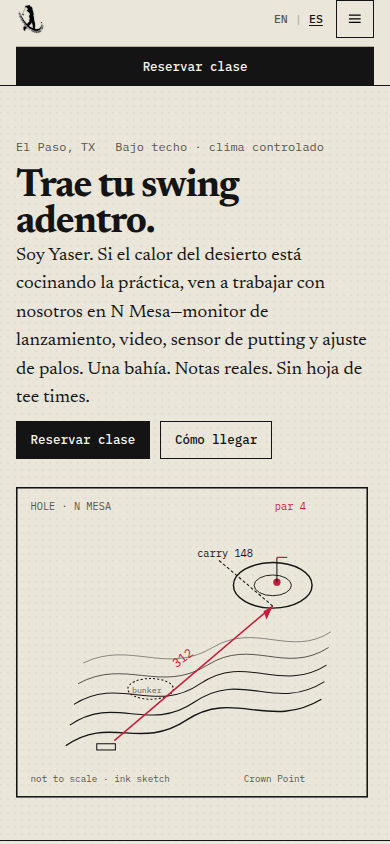 EN | ES
Reservar clase
El Paso, TX Bajo techo · clima controlado
Trae tu swing
adentro.
Soy Yaser. Si el calor del desierto está
cocinando la práctica, ven a trabajar con
nosotros en N Mesa—monitor de
lanzamiento, video, sensor de putting y ajuste
de palos. Una bahía. Notas reales. Sin hoja de
tee times.
Reservar clase Cómo llegar
HOLE · N MESA par 4
carry 148
312
bunker
not to scale · ink sketch Crown Point